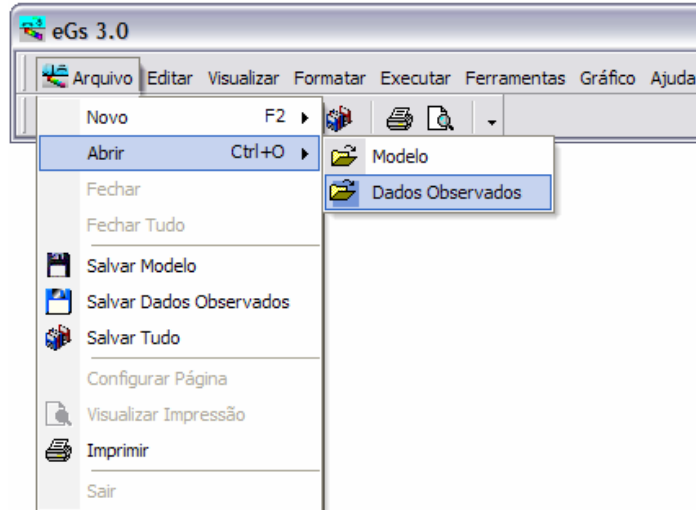 eGs 3.0
Arquivo Editar Visualizar Formatar Executar Ferramentas Gráfico Ajuda
Novo F2
Abrir Ctrl+O
Modelo
Fechar
Dados Observados
Fechar Tudo
Salvar Modelo
Salvar Dados Observados
Salvar Tudo
Configurar Página
Visualizar Impressão
Imprimir
Sair